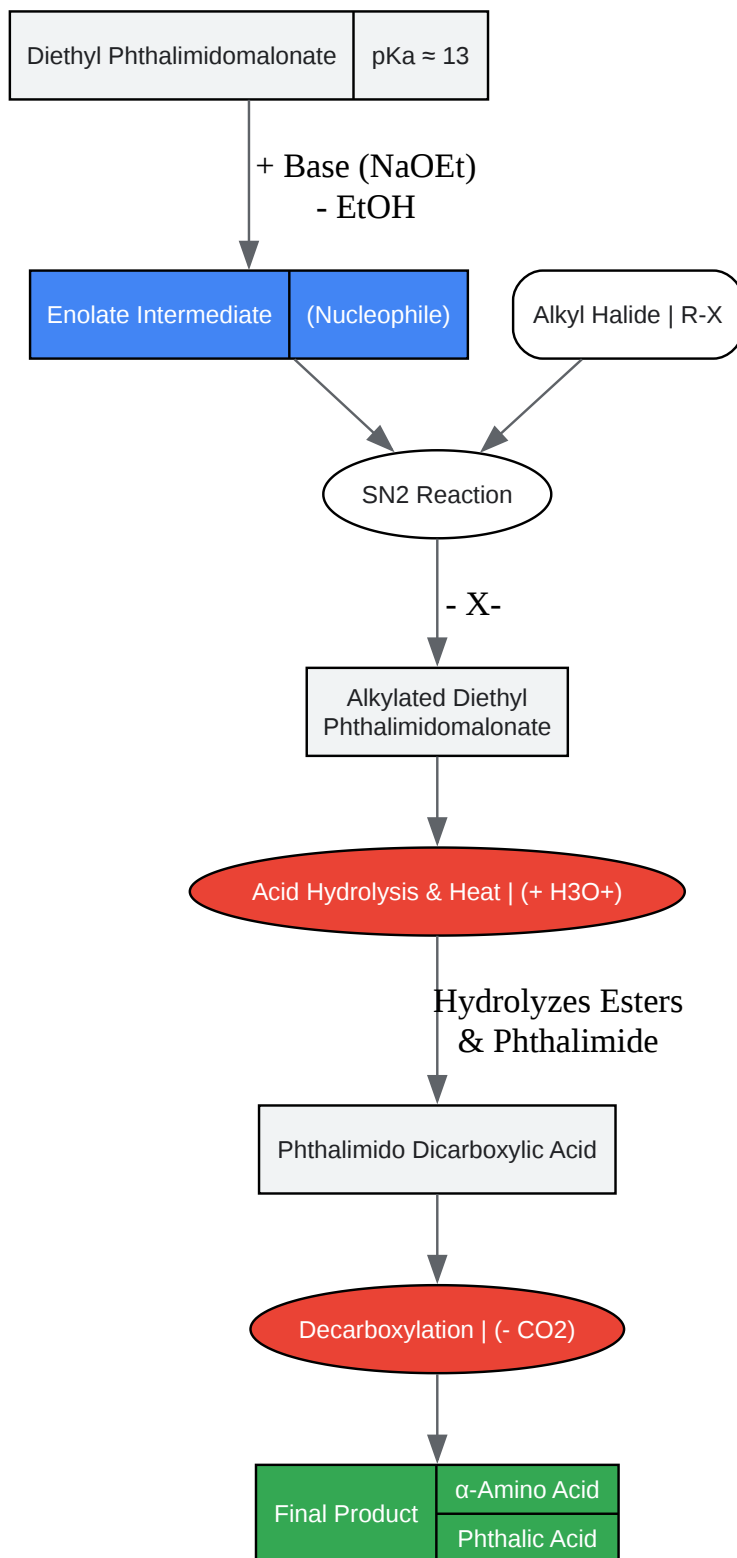 Diethyl Phthalimidomalonate
pKa ≈ 13
+ Base (NaOEt)
- EtOH
Enolate Intermediate
(Nucleophile)
Alkyl Halide | R-X
SN2 Reaction
- X-
Alkylated Diethyl
Phthalimidomalonate
Acid Hydrolysis & Heat | (+ H3O+)
Hydrolyzes Esters
& Phthalimide
Phthalimido Dicarboxylic Acid
Decarboxylation | (- CO2)
Final Product
α-Amino Acid
Phthalic Acid